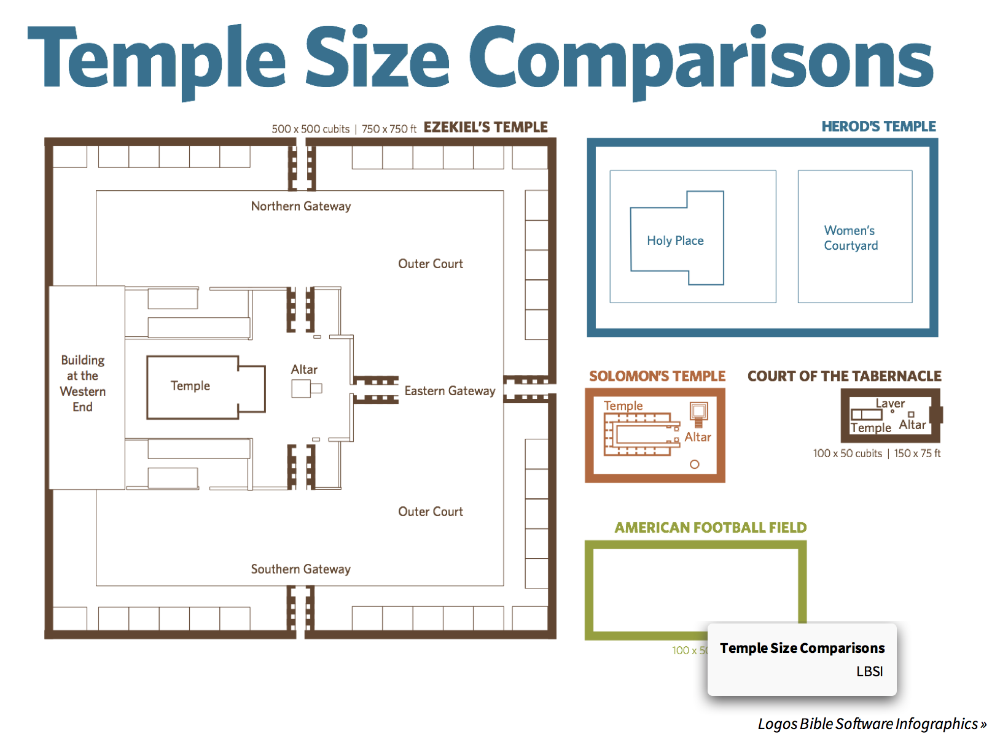 Temple Size Comparisons
500 x 500 cubits | 750 x 750 ft EZEKIEL'S TEMPLE
Northern Gateway
Outer Court
Building
at the
Western
End
Temple
Altar
Eastern Gateway
Outer Court
Southern Gateway
HEROD'S TEMPLE
Holy Place
Women's
Courtyard
SOLOMON'S TEMPLE
Temple
Altar
COURT OF THE TABERNACLE
Laver
Temple
Altar
100 x 50 cubits | 150 x 75 ft
AMERICAN FOOTBALL FIELD
100 x 50
Temple Size Comparisons
LBSI
Logos Bible Software Infographics »